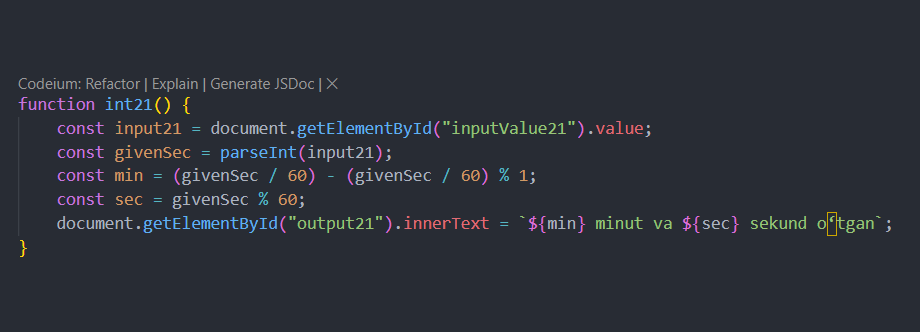 Codeium: Refactor | Explain | Generate JSDoc | ✕
function int21() {
    const input21 = document.getElementById("inputValue21").value;
    const givenSec = parseInt(input21);
    const min = (givenSec / 60) - (givenSec / 60) % 1;
    const sec = givenSec % 60;
    document.getElementById("output21").innerText = `${min} minut va ${sec} sekund o‘tgan`;
}